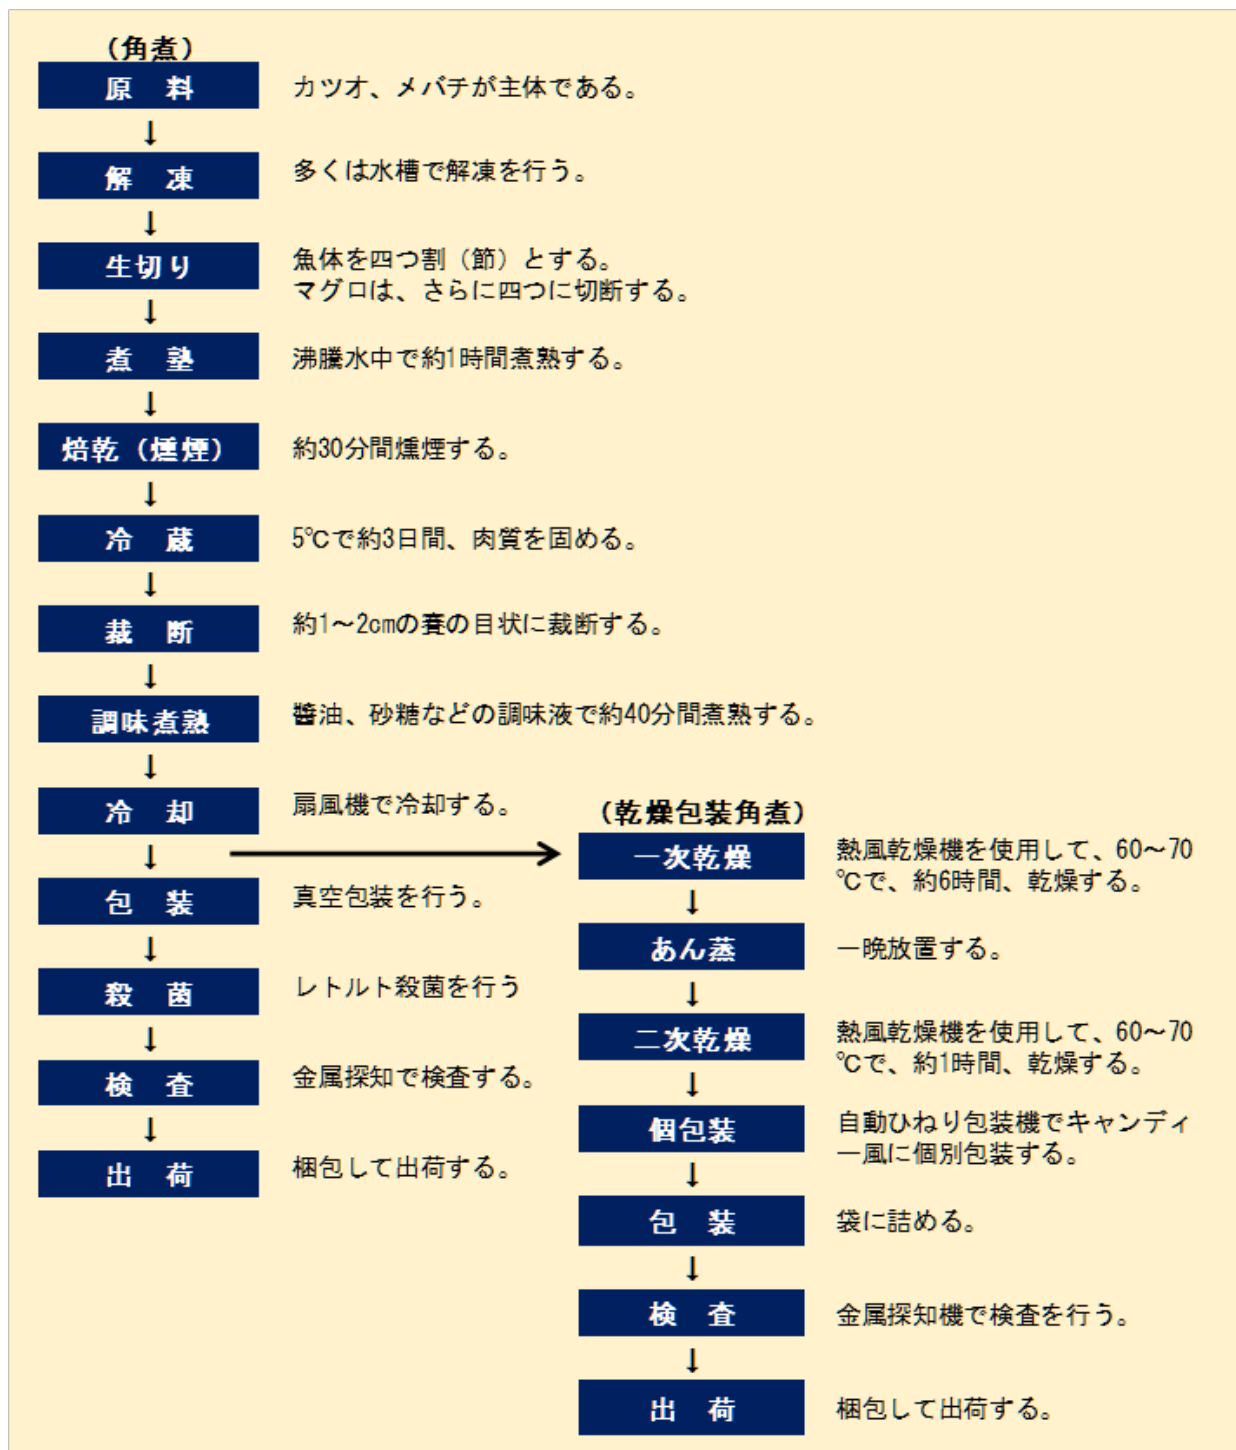 (角煮)
原 料
カツオ、メバチが主体である。
↓
解 凍
多くは水槽で解凍を行う。
↓
生切り
魚体を四つ割（節）とする。
マグロは、さらに四つに切断する。
↓
煮 塾
沸騰水中で約1時間煮熟する。
↓
焙乾（燻煙）
約30分間燻煙する。
↓
冷 蔵
5℃で約3日間、肉質を固める。
↓
裁 断
約1～2cmの賽の目状に裁断する。
↓
調味煮熟
醤油、砂糖などの調味液で約40分間煮熟する。
↓
冷 却
扇風機で冷却する。
↓
包 装
真空包装を行う。
↓
殺 菌
レトルト殺菌を行う
↓
検 査
金属探知で検査する。
↓
出 荷
梱包して出荷する。
(乾燥包装角煮)
一次乾燥
熱風乾燥機を使用して、60～70
℃で、約6時間、乾燥する。
↓
あん蒸
一晩放置する。
↓
二次乾燥
熱風乾燥機を使用して、60～70
℃で、約1時間、乾燥する。
↓
個包装
自動ひねり包装機でキャンディ
ー風に個別包装する。
↓
包 装
袋に詰める。
↓
検 査
金属探知機で検査を行う。
↓
出 荷
梱包して出荷する。